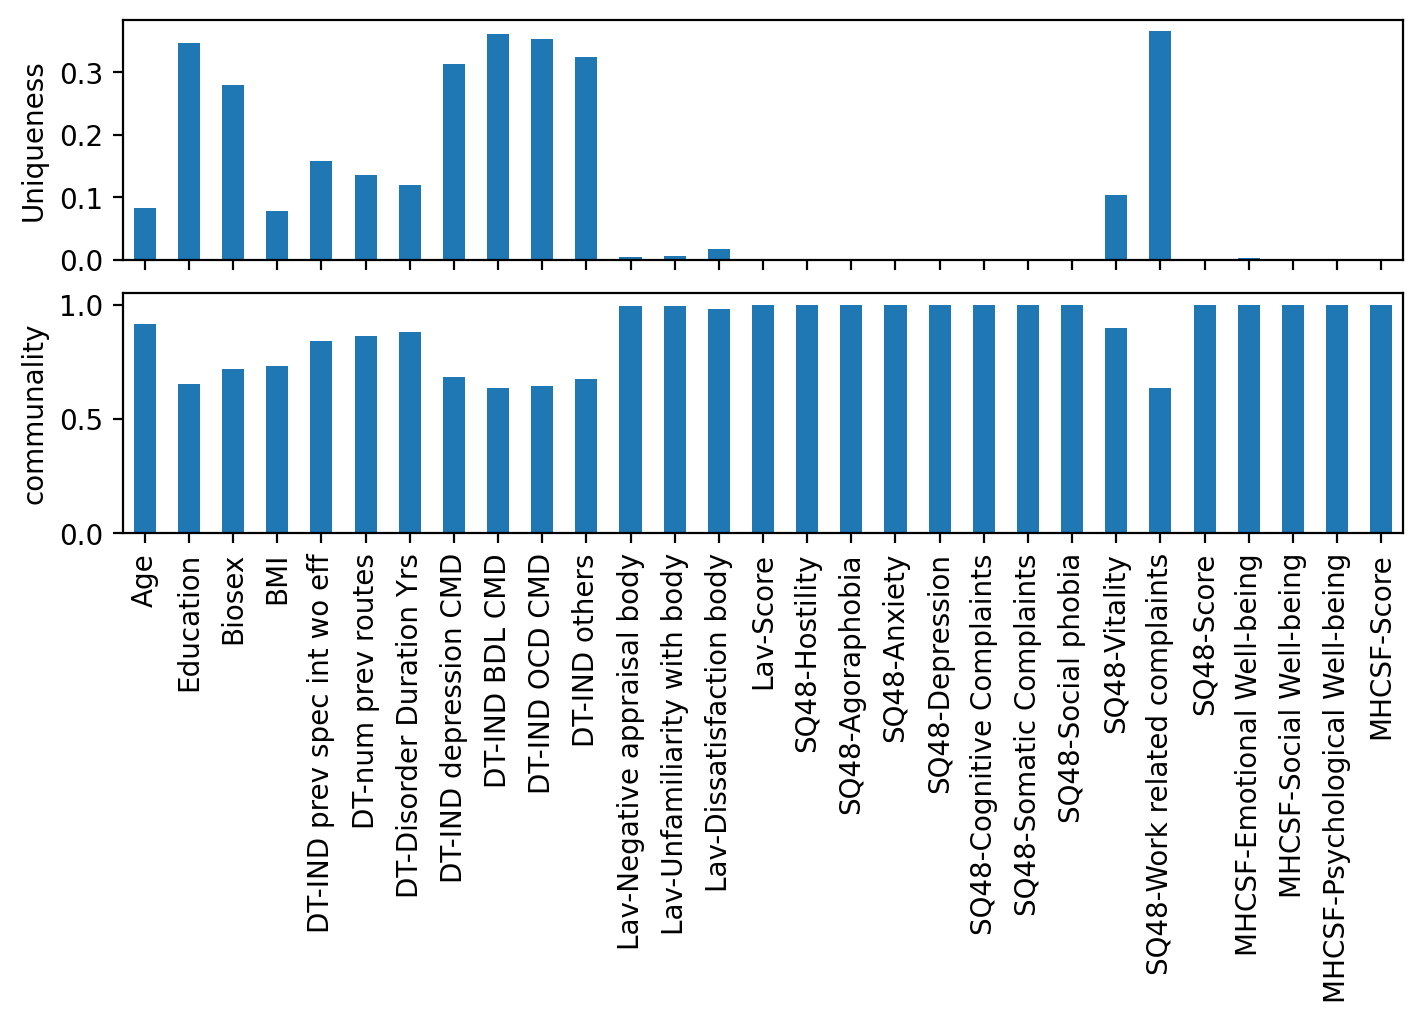 Uniqueness
0.3
0.2
0.1
0.0
communality
1.0
0.5
0.0
Age
Education
Biosex
BMI
DT-IND prev spec int wo eff
DT-num prev routes
DT-Disorder Duration Yrs
DT-IND depression CMD
DT-IND BDL CMD
DT-IND OCD CMD
DT-IND others
Lav-Negative appraisal body
Lav-Unfamiliarity with body
Lav-Dissatisfaction body
Lav-Score
SQ48-Hostility
SQ48-Agoraphobia
SQ48-Anxiety
SQ48-Depression
SQ48-Cognitive Complaints
SQ48-Somatic Complaints
SQ48-Social phobia
SQ48-Vitality
SQ48-Work related complaints
SQ48-Score
MHCSF-Emotional Well-being
MHCSF-Social Well-being
MHCSF-Psychological Well-being
MHCSF-Score